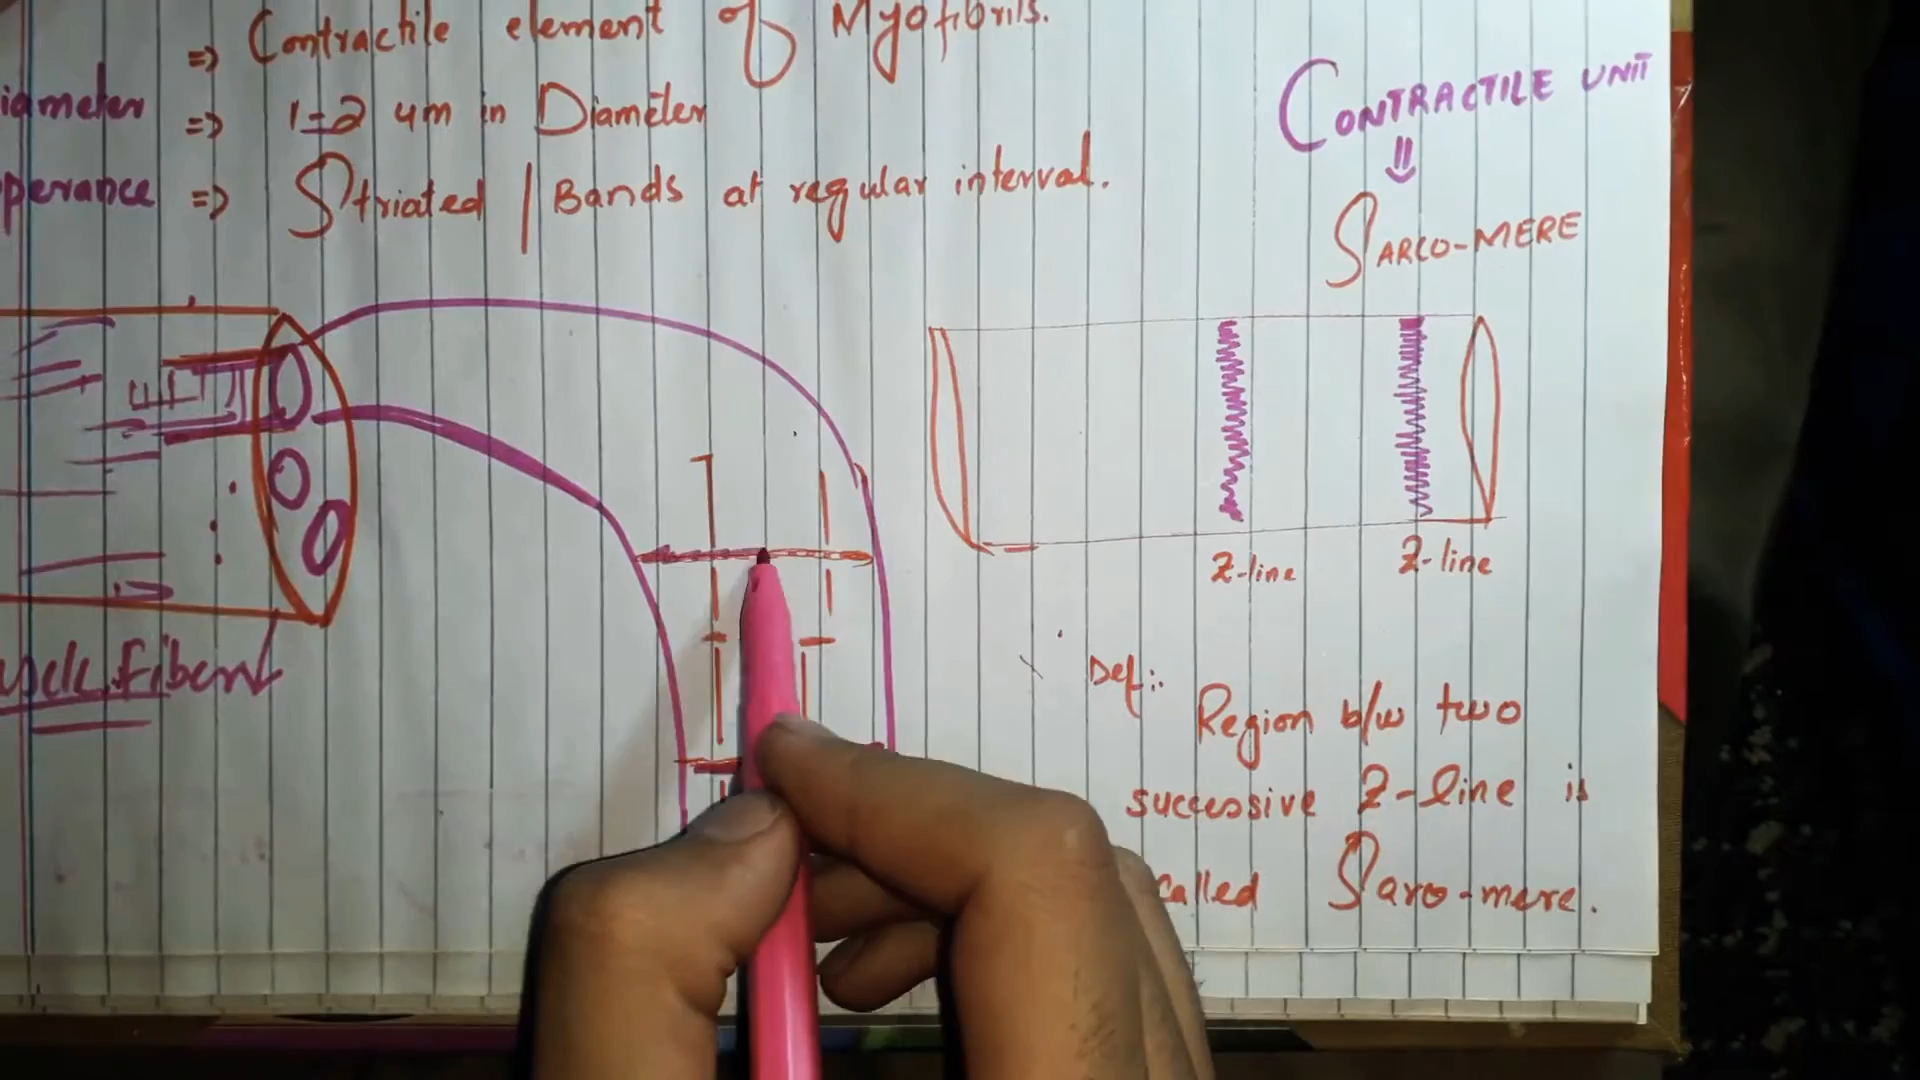 => Contractile element of Myofibrils.
iameter => 1-2 um in Diameter
perance => Striated / Bands at regular interval.
CONTRACTILE UNIT
SARCO-MERE
Z-line Z-line
Fiber
Def:-
Region b/w two
successive Z-line is
called Sarco-mere.